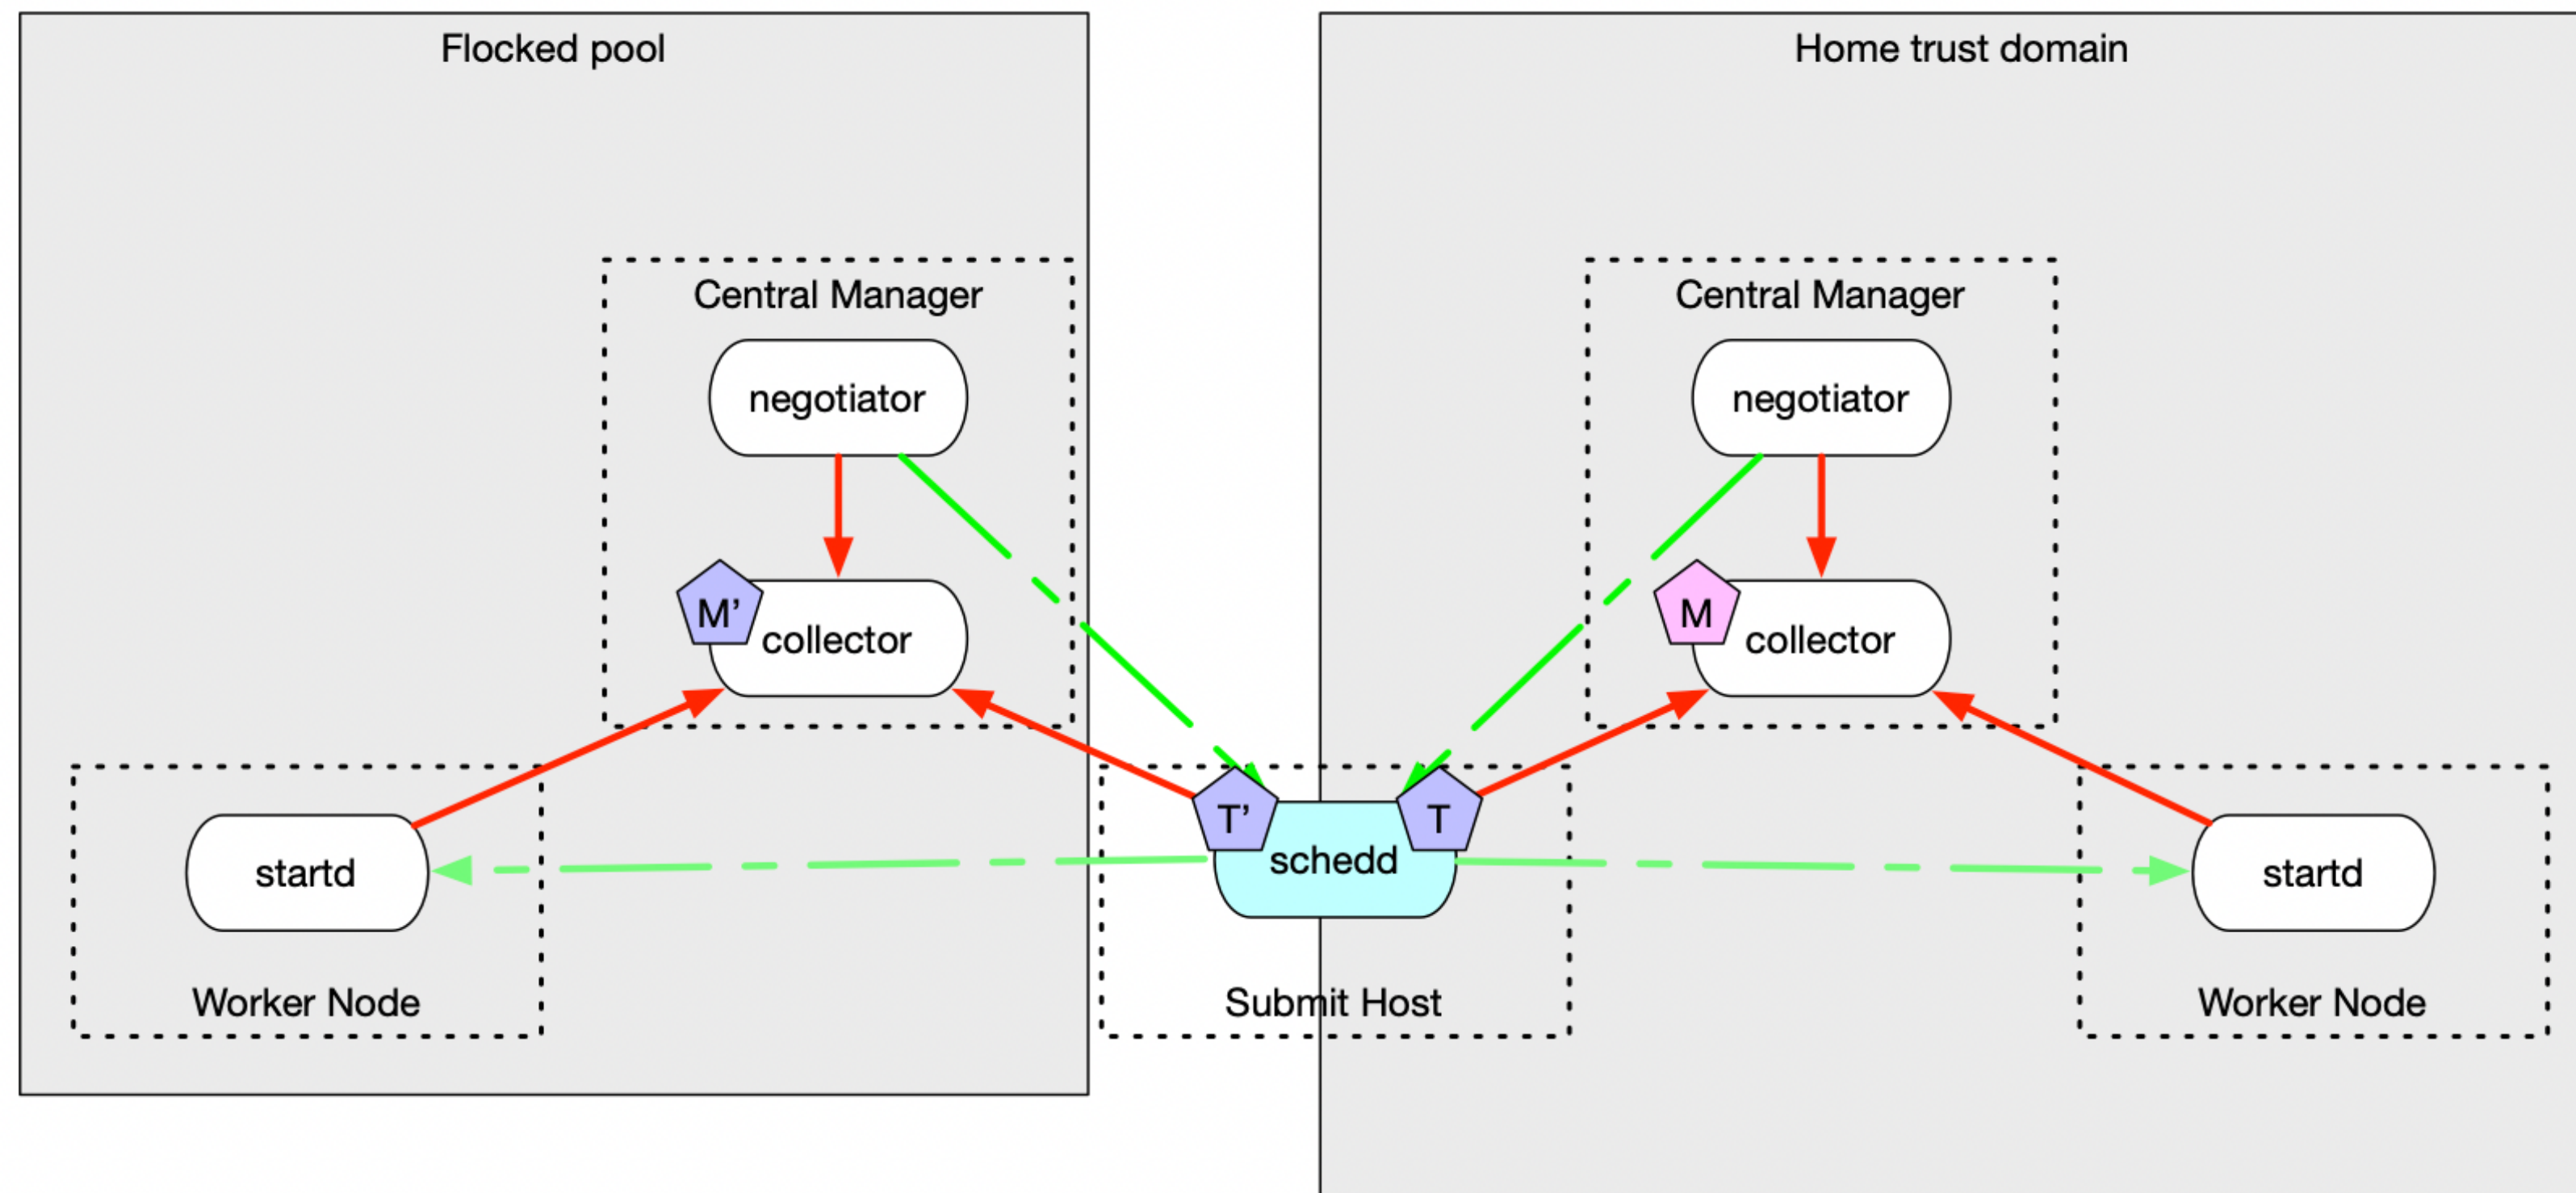 Flocked pool
Home trust domain
Central Manager
Central Manager
negotiator
negotiator
M’
collector
M
collector
T’
T
schedd
startd
startd
Worker Node
Submit Host
Worker Node